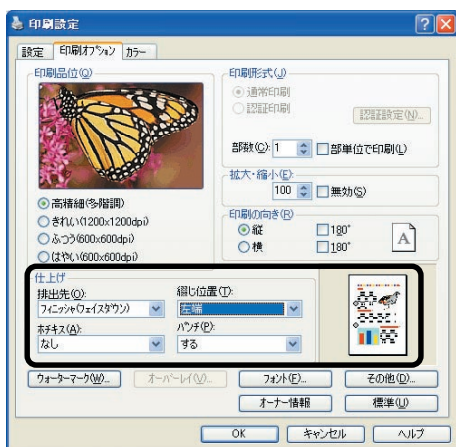 印刷設定
設定 印刷ｵﾌﾟｼｮﾝ ｶﾗｰ
印刷品位(Q)
高精細(多階調)
きれい(1200x1200dpi)
ふつう(600x600dpi)
はやい(600x600dpi)
印刷形式(J)
通常印刷
認証印刷
認証設定(N)...
部数(C): 1 部単位で印刷(L)
拡大・縮小(E):
100 無効(S)
印刷の向き(R)
縦 180°
横 180°
A
仕上げ
排出先(O):
ﾌｨﾆｯｼｬ(ﾌｪｲｽﾀﾞｳﾝ)
綴じ位置(T):
左端
ﾎﾁｷｽ(A):
なし
ﾊﾟﾝﾁ(P):
する
ｳｫｰﾀｰﾏｰｸ(W)... ｵｰﾊﾞｰﾚｲ(V)... ﾌｫﾝﾄ(F)... その他(D)...
ｵｰﾅｰ情報 標準(U)
OK ｷｬﾝｾﾙ ﾍﾙﾌﾟ